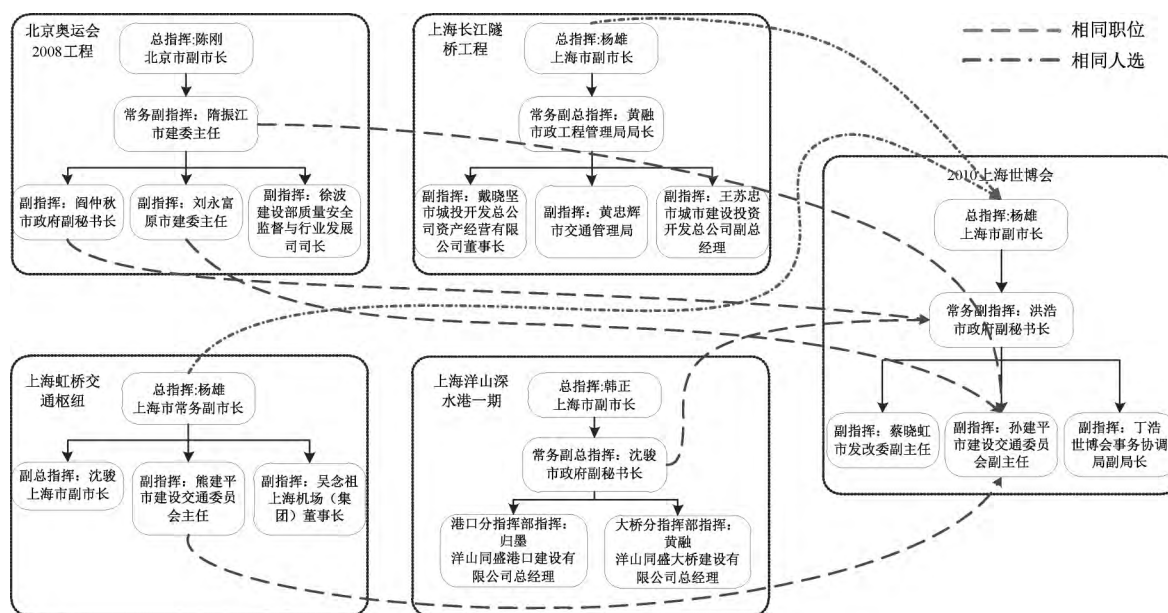 北京奥运会
2008工程
总指挥:陈刚
北京市副市长
常务副指挥：隋振江
市建委主任
副指挥：阎仲秋
市政府副秘书长
副指挥：刘永富
原市建委主任
副指挥：徐波
建设部质量安全
监督与行业发展
司司长
上海长江隧
桥工程
总指挥:杨雄
上海市副市长
常务副总指挥：黄融
市政工程管理局局长
副指挥：戴晓坚
市城投开发总公
司资产经营有限
公司董事长
副指挥：黄忠辉
市交通管理局
副指挥：王苏忠
市城市建设投资
开发总公司副总
经理
相同职位
相同人选
2010上海世博会
总指挥:杨雄
上海市副市长
常务副指挥：洪浩
市政府副秘书长
副指挥：蔡晓虹
市发改委副主任
副指挥：孙建平
市建设交通委员
会副主任
副指挥：丁浩
世博会事务协调
局副局长
上海虹桥交
通枢纽
总指挥:杨雄
上海市常务副市长
副总指挥：沈骏
上海市副市长
副指挥：熊建平
市建设交通委员
会主任
副指挥：吴念祖
上海机场（集
团）董事长
上海洋山深
水港一期
总指挥:韩正
上海市副市长
常务副总指挥：沈骏
市政府副秘书长
港口分指挥部指挥：
归墨
洋山同盛港口建设有
限公司总经理
大桥分指挥部指挥：
黄融
洋山同盛大桥建设有
限公司总经理